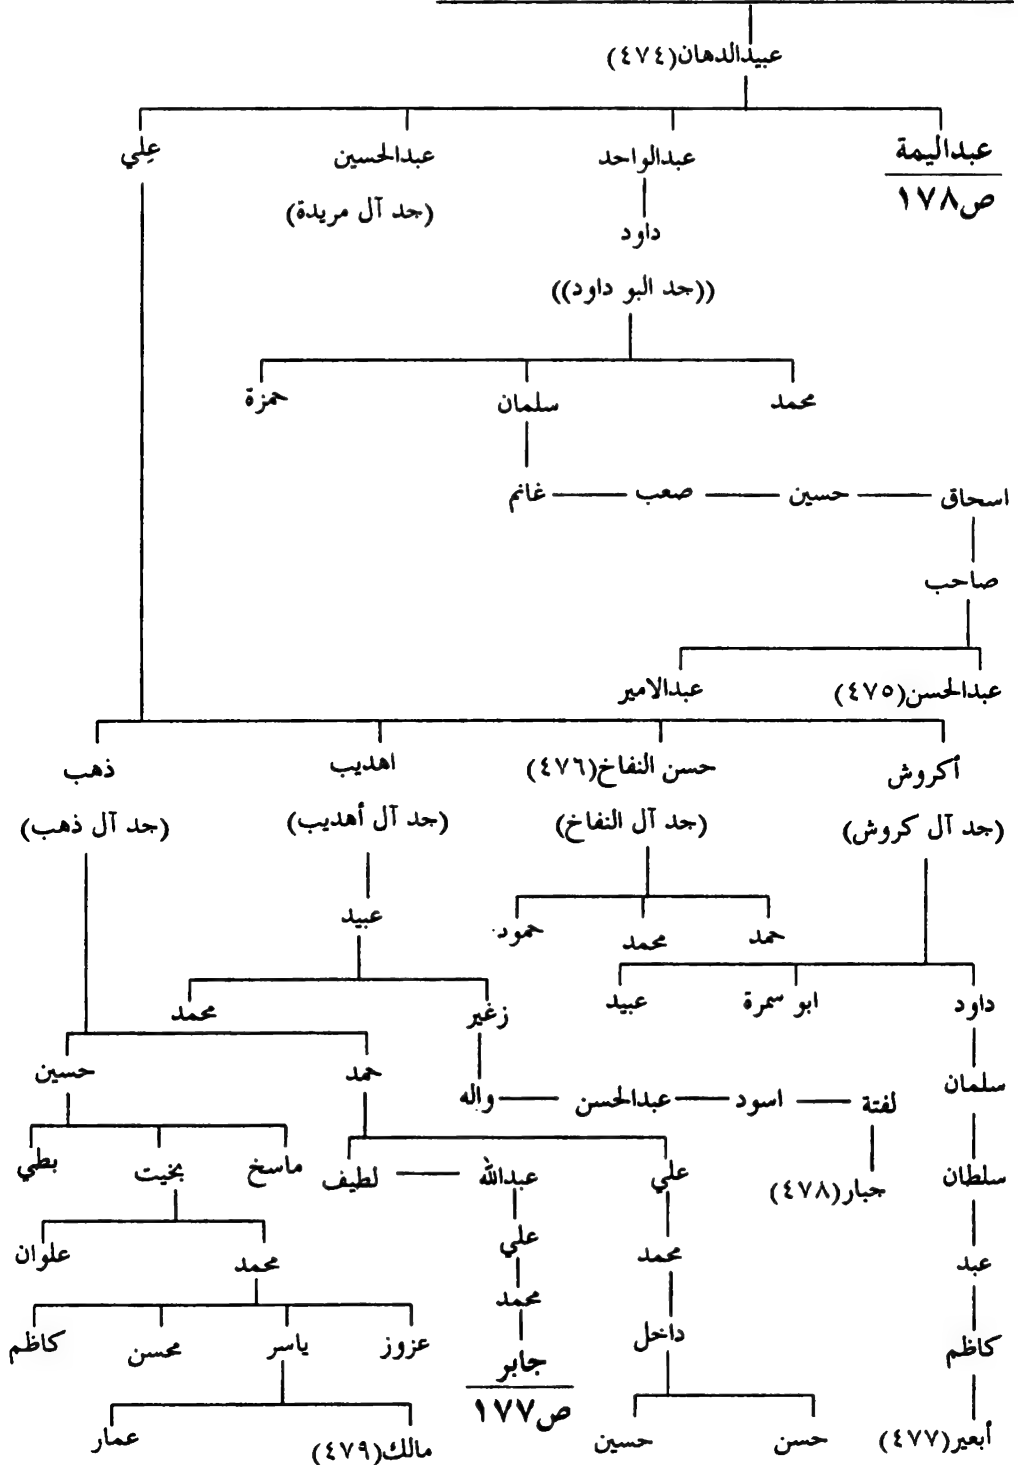 عبيدالدهان(٤٧٤)
عبداليمة عبدالواحد عبدالحسين علي
ص١٧٨ (جد آل مريدة)
داود
((جد البو داود))
محمد سلمان حمزة
اسحاق حسين صعب غانم
صاحب
عبدالحسن(٤٧٥) عبدالامير
أكروش حسن النفاخ(٤٧٦) اهديب ذهب
(جد آل كروش) (جد آل النفاخ) (جد آل أهديب) (جد آل ذهب)
حمد محمد حمود عبيد
داود ابو سمرة عبيد زغير محمد
سلمان لفتة اسود عبدالحسن واله حمد حسين
سلطان جبار(٤٧٨) علي عبدالله لطيف ماسخ بخيت بطي
عبد محمد علي محمد علوان
كاظم داخل محمد عزوز ياسر محسن كاظم
جابر
ص١٧٧
أبعير(٤٧٧) حسن حسين مالك(٤٧٩) عمار